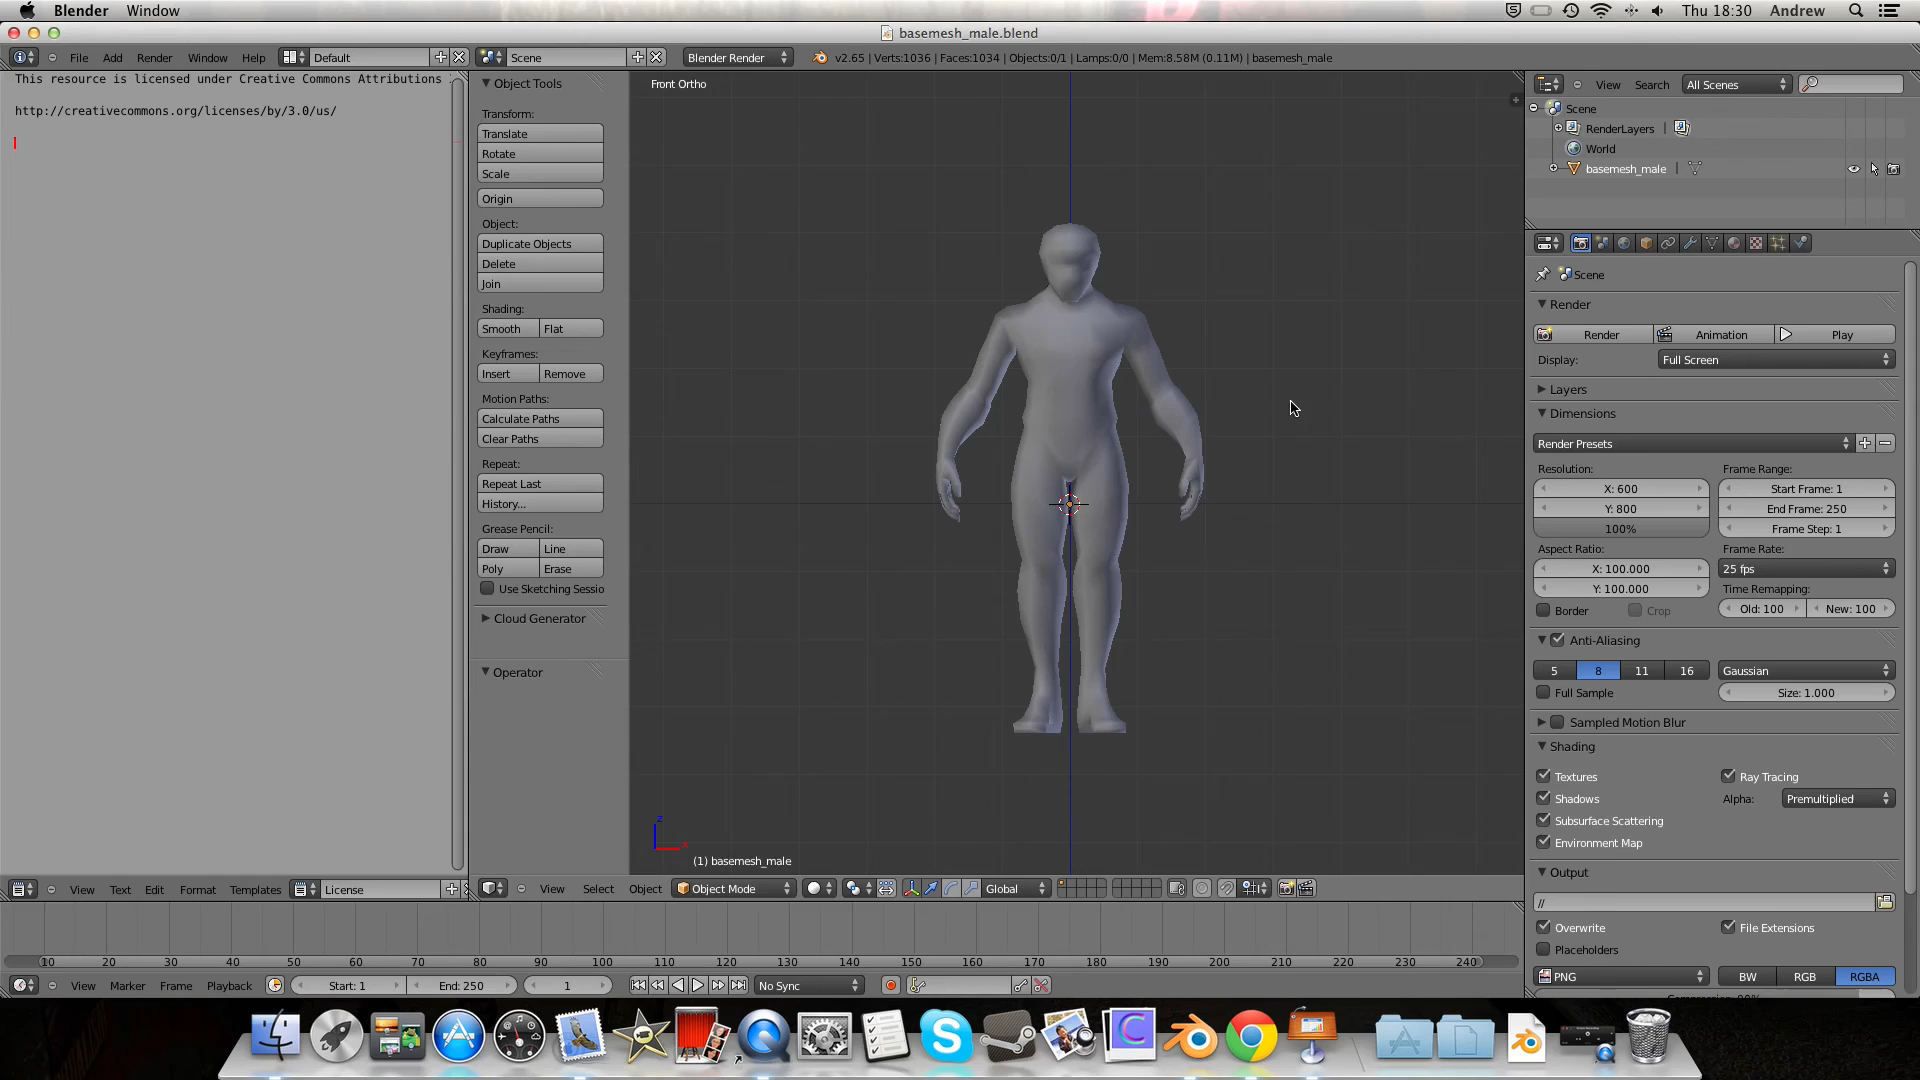 Blender Window Thu 18:30 Andrew
basemesh_male.blend
File Add Render Window Help Default Scene Blender Render v2.65 | Verts:1036 | Faces:1034 | Objects:0/1 | Lamps:0/0 | Mem:8.58M (0.11M) | basemesh_male
This resource is licensed under Creative Commons Attributions
http://creativecommons.org/licenses/by/3.0/us/
View Text Edit Format Templates License
Object Tools
Transform:
Translate
Rotate
Scale
Origin
Object:
Duplicate Objects
Delete
Join
Shading:
Smooth Flat
Keyframes:
Insert Remove
Motion Paths:
Calculate Paths
Clear Paths
Repeat:
Repeat Last
History...
Grease Pencil:
Draw Line
Poly Erase
Use Sketching Sessio
Cloud Generator
Operator
Front Ortho
z
x
(1) basemesh_male
View Select Object Object Mode Global
View Search All Scenes
Scene
RenderLayers
World
basemesh_male
Scene
Render
Render Animation Play
Display: Full Screen
Layers
Dimensions
Render Presets
Resolution: Frame Range:
X: 600 Start Frame: 1
Y: 800 End Frame: 250
100% Frame Step: 1
Aspect Ratio: Frame Rate:
X: 100.000 25 fps
Y: 100.000 Time Remapping:
Border Crop Old: 100 New: 100
Anti-Aliasing
5 8 11 16 Gaussian
Full Sample Size: 1.000
Sampled Motion Blur
Shading
Textures Ray Tracing
Shadows Alpha: Premultiplied
Subsurface Scattering
Environment Map
Output
//
Overwrite File Extensions
Placeholders
PNG BW RGB RGBA
10 20 30 40 50 60 70 80 90 100 110 120 130 140 150 160 170 180 190 200 210 220 230 240
View Marker Frame Playback Start: 1 End: 250 1 No Sync